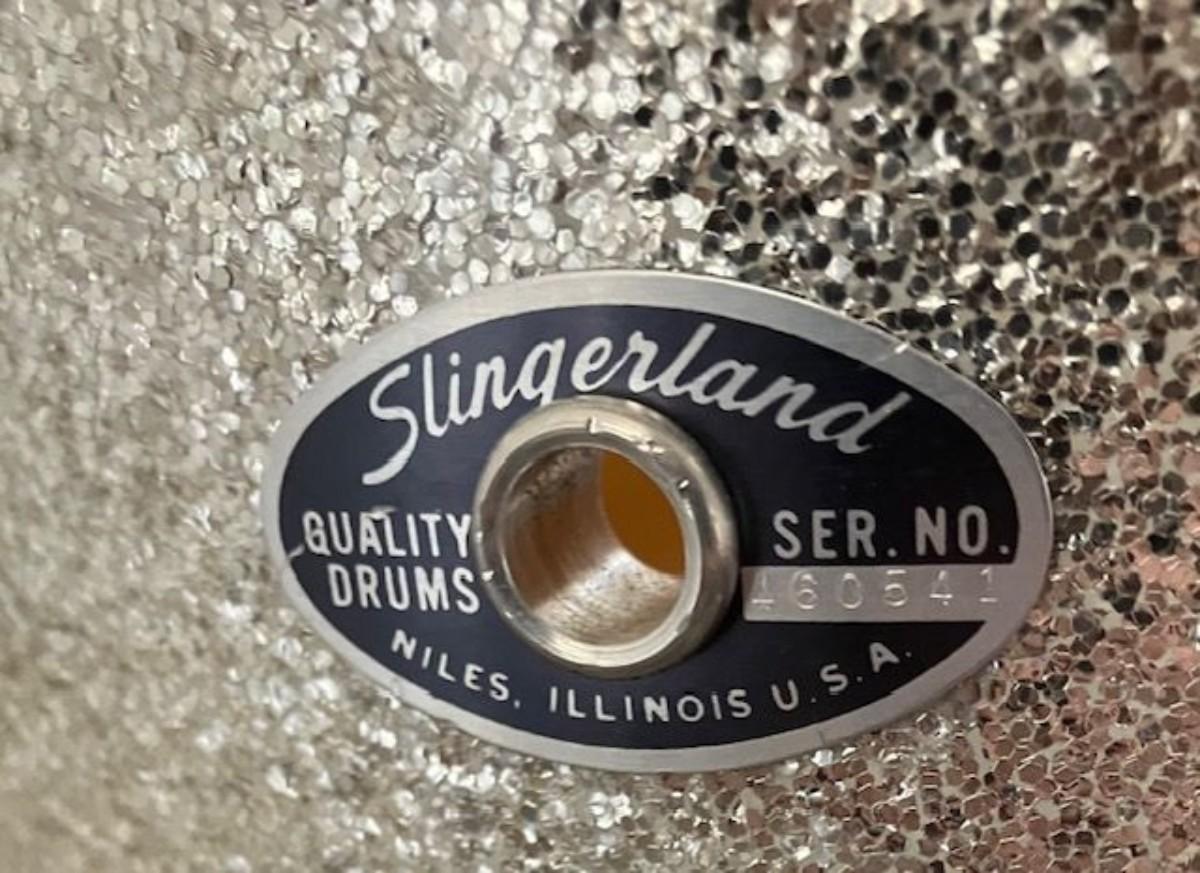 Slingerland
QUALITY
DRUMS
SER. NO.
460541
NILES, ILLINOIS U.S.A.